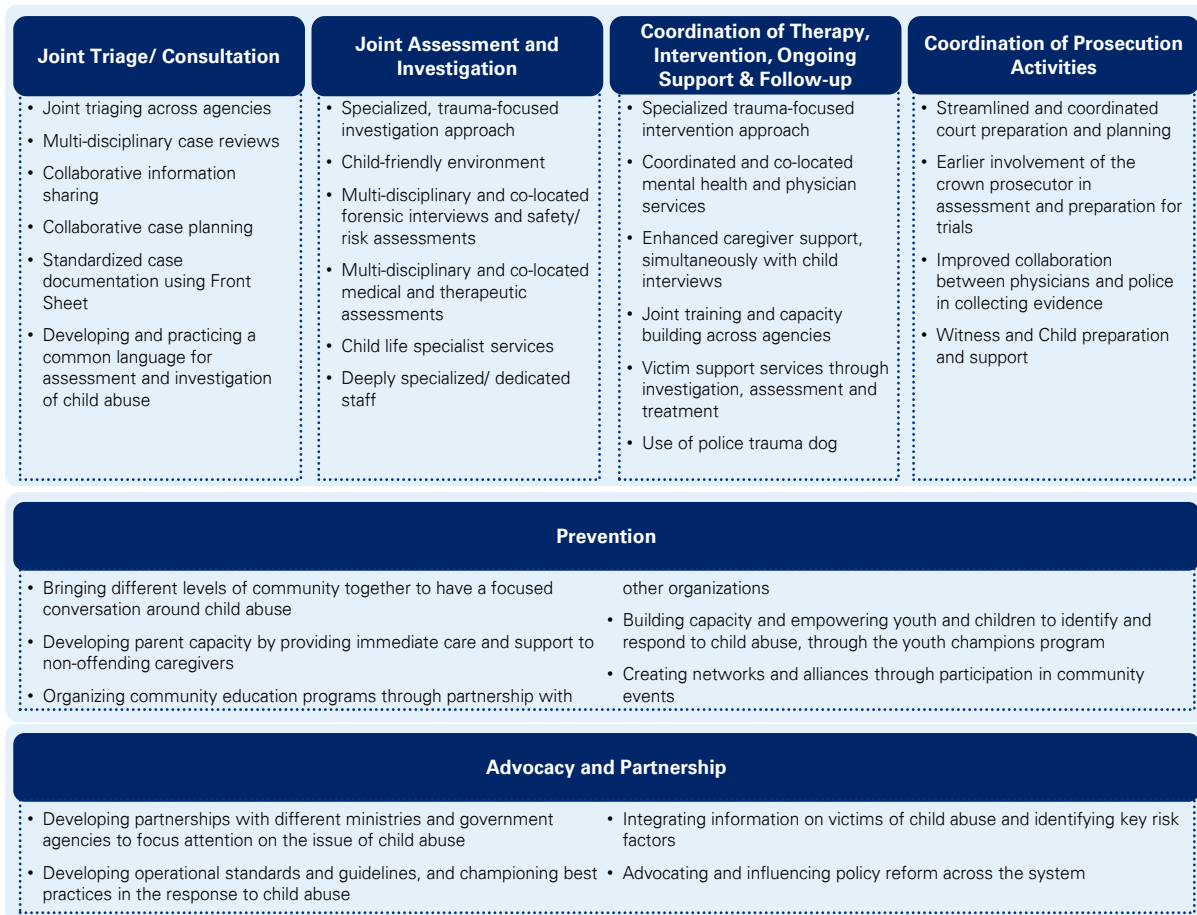 Joint Triage/ Consultation
• Joint triaging across agencies
• Multi-disciplinary case reviews
• Collaborative information
sharing
• Collaborative case planning
• Standardized case
documentation using Front
Sheet
• Developing and practicing a
common language for
assessment and investigation
of child abuse
Joint Assessment and
Investigation
• Specialized, trauma-focused
investigation approach
• Child-friendly environment
• Multi-disciplinary and co-located
forensic interviews and safety/
risk assessments
• Multi-disciplinary and co-located
medical and therapeutic
assessments
• Child life specialist services
• Deeply specialized/ dedicated
staff
Coordination of Therapy,
Intervention, Ongoing
Support & Follow-up
• Specialized trauma-focused
intervention approach
• Coordinated and co-located
mental health and physician
services
• Enhanced caregiver support,
simultaneously with child
interviews
• Joint training and capacity
building across agencies
• Victim support services through
investigation, assessment and
treatment
• Use of police trauma dog
Coordination of Prosecution
Activities
• Streamlined and coordinated
court preparation and planning
• Earlier involvement of the
crown prosecutor in
assessment and preparation for
trials
• Improved collaboration
between physicians and police
in collecting evidence
• Witness and Child preparation
and support
Prevention
• Bringing different levels of community together to have a focused
conversation around child abuse
• Developing parent capacity by providing immediate care and support to
non-offending caregivers
• Organizing community education programs through partnership with
other organizations
• Building capacity and empowering youth and children to identify and
respond to child abuse, through the youth champions program
• Creating networks and alliances through participation in community
events
Advocacy and Partnership
• Developing partnerships with different ministries and government
agencies to focus attention on the issue of child abuse
• Developing operational standards and guidelines, and championing best
practices in the response to child abuse
• Integrating information on victims of child abuse and identifying key risk
factors
• Advocating and influencing policy reform across the system